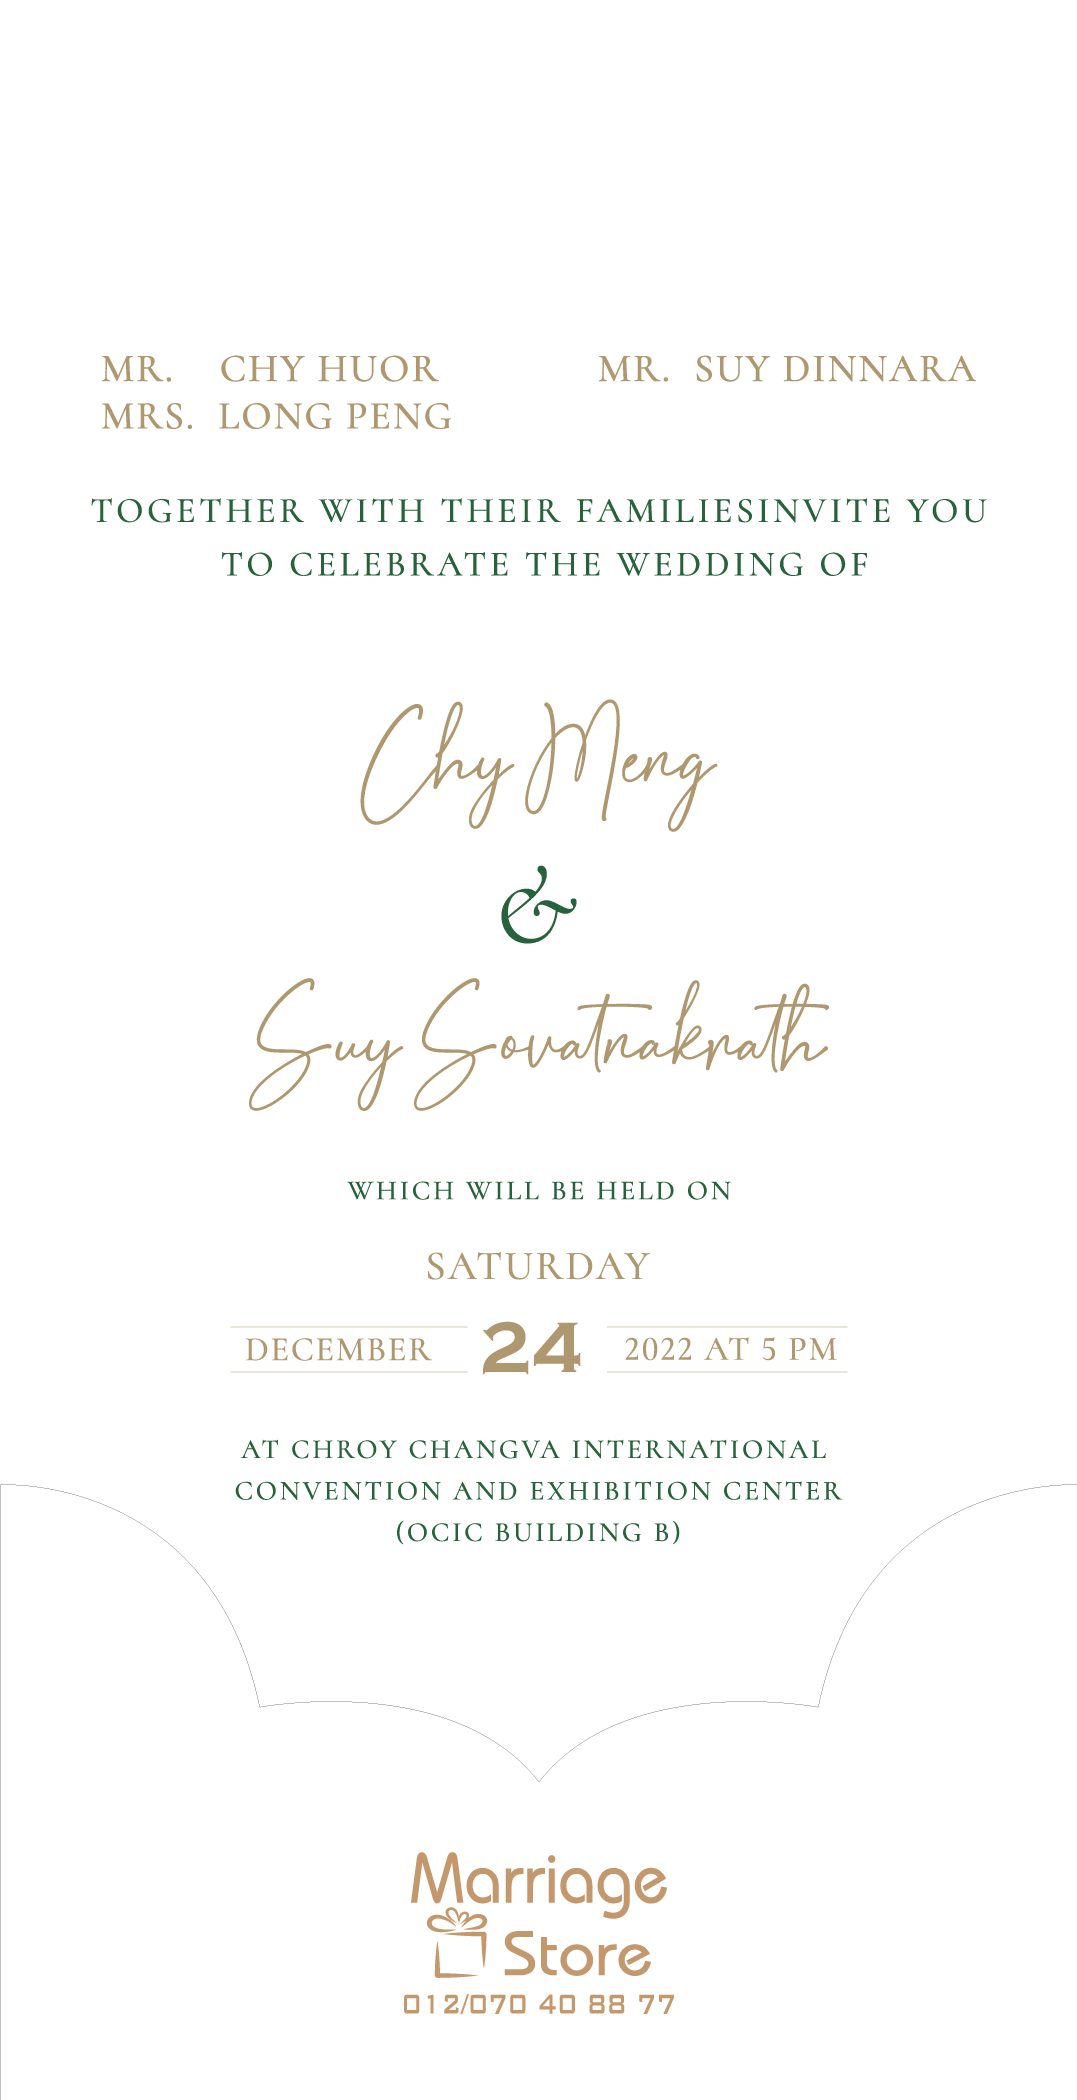 MR. CHY HUOR
MRS. LONG PENG
MR. SUY DINNARA
TOGETHER WITH THEIR FAMILIESINVITE YOU
TO CELEBRATE THE WEDDING OF
Chy Meng
&
Suy Sovatnakrath
WHICH WILL BE HELD ON
SATURDAY
DECEMBER 24 2022 AT 5 PM
AT CHROY CHANGVA INTERNATIONAL
CONVENTION AND EXHIBITION CENTER
(OCIC BUILDING B)
Marriage
Store
012/070 40 88 77